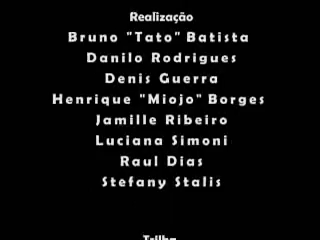 Realização
Bruno "Tato" Batista
Danilo Rodrigues
Denis Guerra
Henrique "Miojo" Borges
Jamille Ribeiro
Luciana Simoni
Raul Dias
Stefany Stalis
Trilha